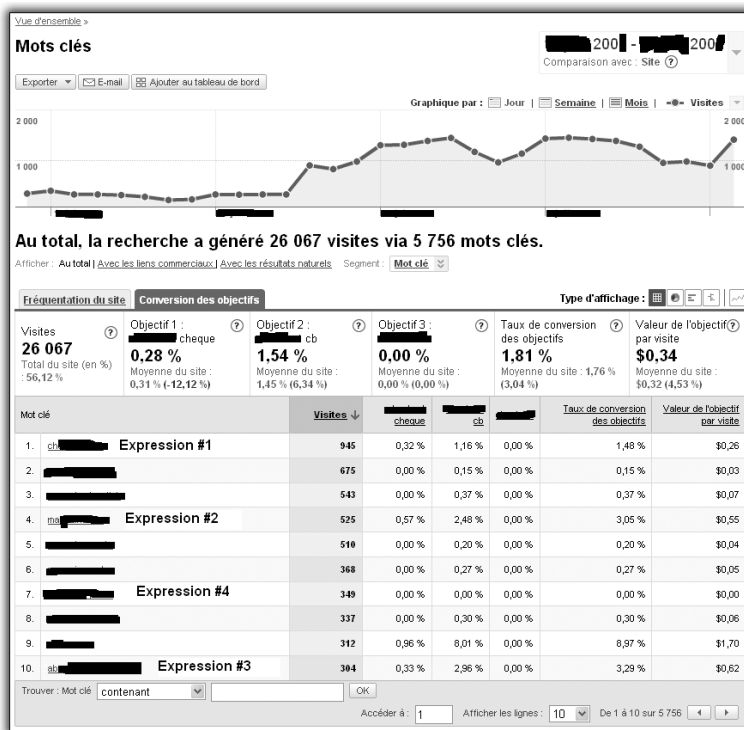 Vue d'ensemble »
Mots clés
200 - 200
Comparaison avec : Site ?
Exporter E-mail Ajouter au tableau de bord
Graphique par : Jour | Semaine | Mois | Visites
2 000 2 000
1 000 1 000
Au total, la recherche a généré 26 067 visites via 5 756 mots clés.
Afficher : Au total | Avec les liens commerciaux | Avec les résultats naturels Segment : Mot clé
Fréquentation du site Conversion des objectifs Type d'affichage :
Visites ?
26 067
Total du site (en %)
: 56,12 %
Objectif 1 : ?
cheque
0,28 %
Moyenne du site :
0,31 % (-12,12 %)
Objectif 2 : ?
cb
1,54 %
Moyenne du site :
1,45 % (6,34 %)
Objectif 3 : ?
0,00 %
Moyenne du site :
0,00 % (0,00 %)
Taux de conversion ?
des objectifs
1,81 %
Moyenne du site : 1,76 %
(3,04 %)
Valeur de l'objectif ?
par visite
$0,34
Moyenne du site :
$0,32 (4,53 %)
Mot clé Visites ↓ cheque cb Taux de conversion des objectifs Valeur de l'objectif par visite
1. ch Expression #1 945 0,32 % 1,16 % 0,00 % 1,48 % $0,26
2. 675 0,00 % 0,15 % 0,00 % 0,15 % $0,03
3. 543 0,00 % 0,37 % 0,00 % 0,37 % $0,07
4. ma Expression #2 525 0,57 % 2,48 % 0,00 % 3,05 % $0,55
5. 510 0,00 % 0,20 % 0,00 % 0,20 % $0,04
6. 368 0,00 % 0,27 % 0,00 % 0,27 % $0,05
7. Expression #4 349 0,00 % 0,00 % 0,00 % 0,00 % $0,00
8. 337 0,00 % 0,30 % 0,00 % 0,30 % $0,06
9. 312 0,96 % 8,01 % 0,00 % 8,97 % $1,70
10. ab Expression #3 304 0,33 % 2,96 % 0,00 % 3,29 % $0,62
Trouver : Mot clé contenant OK
Accéder à : 1 Afficher les lignes : 10 De 1 à 10 sur 5 756